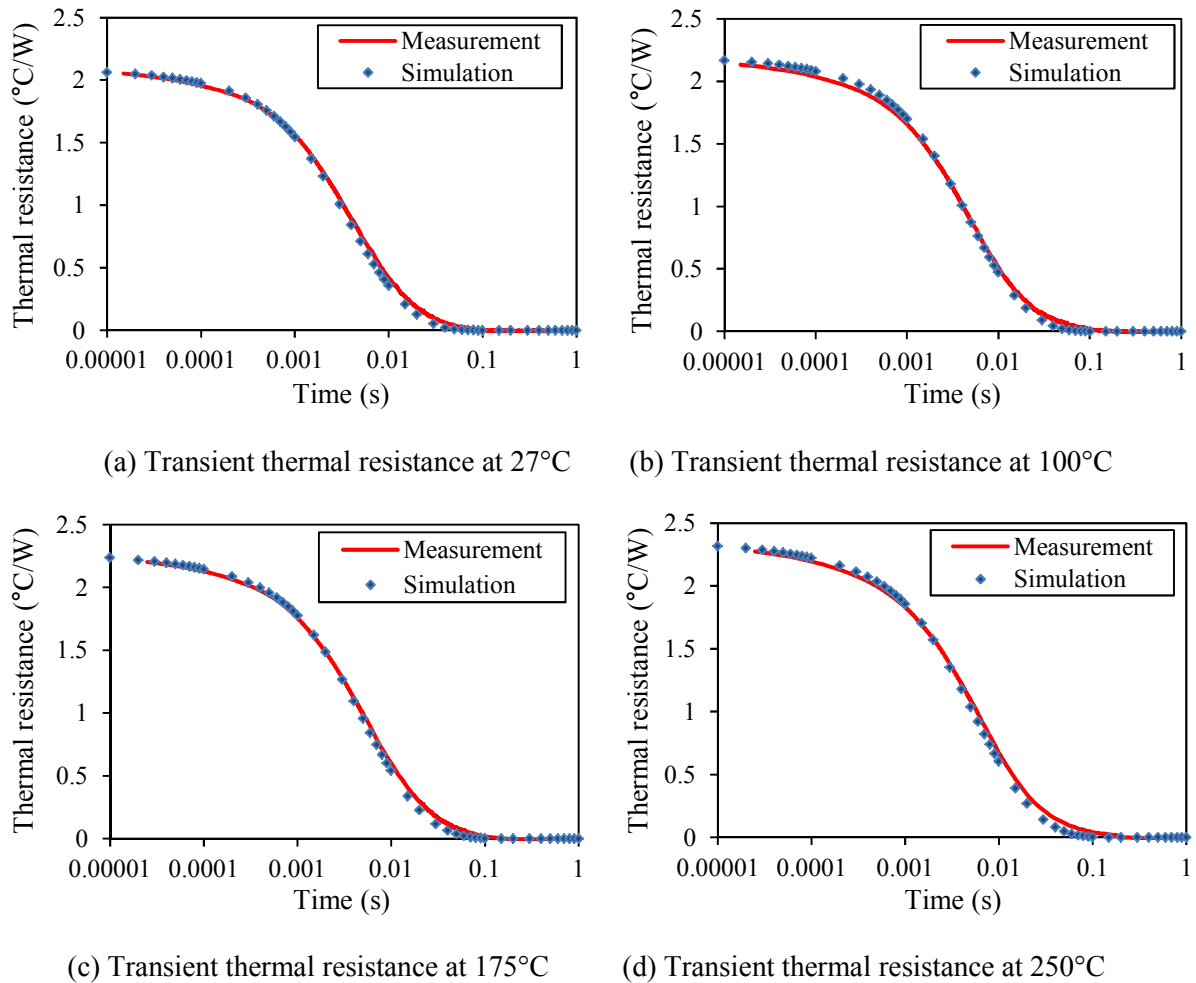 2.5
2
1.5
1
0.5
0
Thermal resistance (°C/W)
Measurement
Simulation
0.00001 0.0001 0.001 0.01 0.1 1
Time (s)
(a) Transient thermal resistance at 27°C
2.5
2
1.5
1
0.5
0
Thermal resistance (°C/W)
Measurement
Simulation
0.00001 0.0001 0.001 0.01 0.1 1
Time (s)
(b) Transient thermal resistance at 100°C
2.5
2
1.5
1
0.5
0
Thermal resistance (°C/W)
Measurement
Simulation
0.00001 0.0001 0.001 0.01 0.1 1
Time (s)
(c) Transient thermal resistance at 175°C
2.5
2
1.5
1
0.5
0
Thermal resistance (°C/W)
Measurement
Simulation
0.00001 0.0001 0.001 0.01 0.1 1
Time (s)
(d) Transient thermal resistance at 250°C